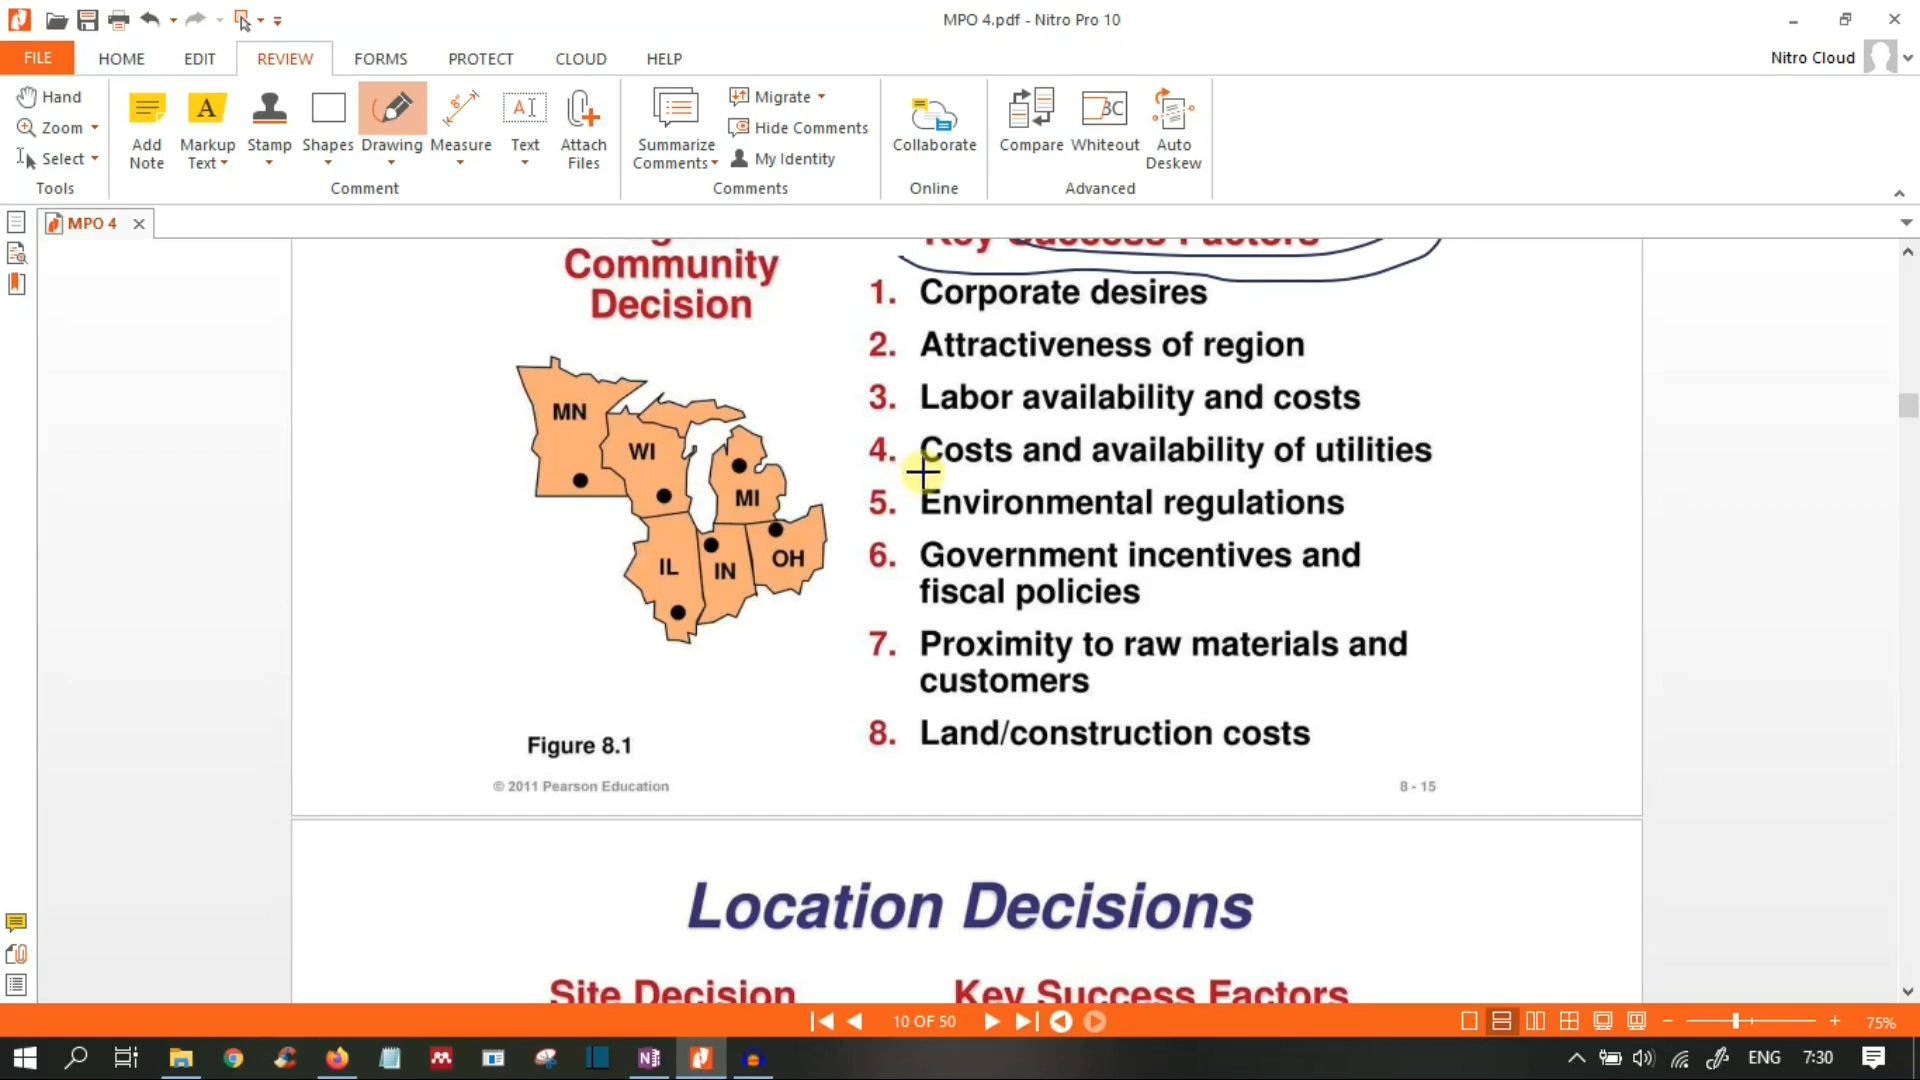 MPO 4.pdf - Nitro Pro 10
FILE
HOME
EDIT
REVIEW
FORMS
PROTECT
CLOUD
HELP
Nitro Cloud
Hand
Zoom
Select
Tools
Add
Note
Markup
Text
Stamp
Shapes
Drawing
Measure
Text
Attach
Files
Comment
Summarize
Comments
Migrate
Hide Comments
My Identity
Comments
Collaborate
Online
Compare
Whiteout
Auto
Deskew
Advanced
MPO 4
Community
Decision
Key Success Factors
1. Corporate desires
2. Attractiveness of region
3. Labor availability and costs
4. Costs and availability of utilities
5. Environmental regulations
6. Government incentives and
fiscal policies
7. Proximity to raw materials and
customers
8. Land/construction costs
MN
WI
MI
IL
IN
OH
Figure 8.1
© 2011 Pearson Education
8 - 15
Location Decisions
Site Decision
Key Success Factors
10 OF 50
75%
ENG
7:30